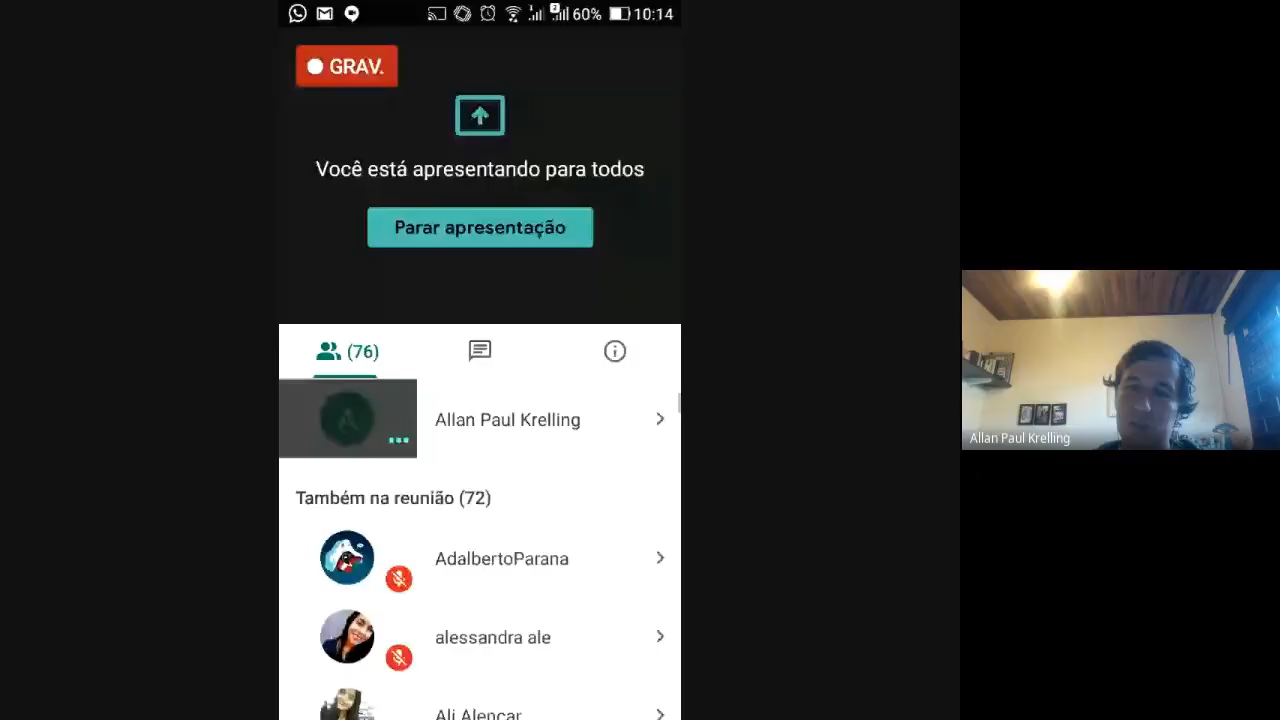 60% 10:14
GRAV.
Você está apresentando para todos
Parar apresentação
(76)
A
Allan Paul Krelling
Também na reunião (72)
AdalbertoParana
alessandra ale
Ali Alencar
Allan Paul Krelling